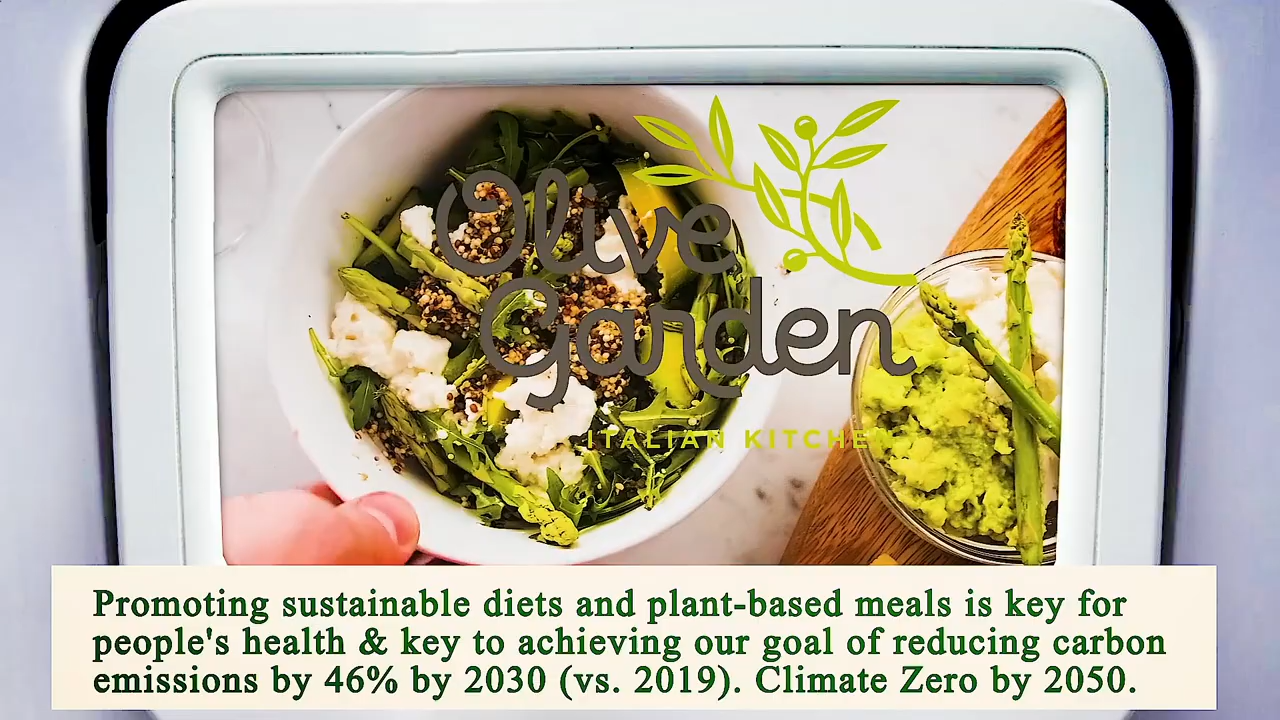 Olive
Garden
ITALIAN KITCHEN
Promoting sustainable diets and plant-based meals is key for
people's health & key to achieving our goal of reducing carbon
emissions by 46% by 2030 (vs. 2019). Climate Zero by 2050.